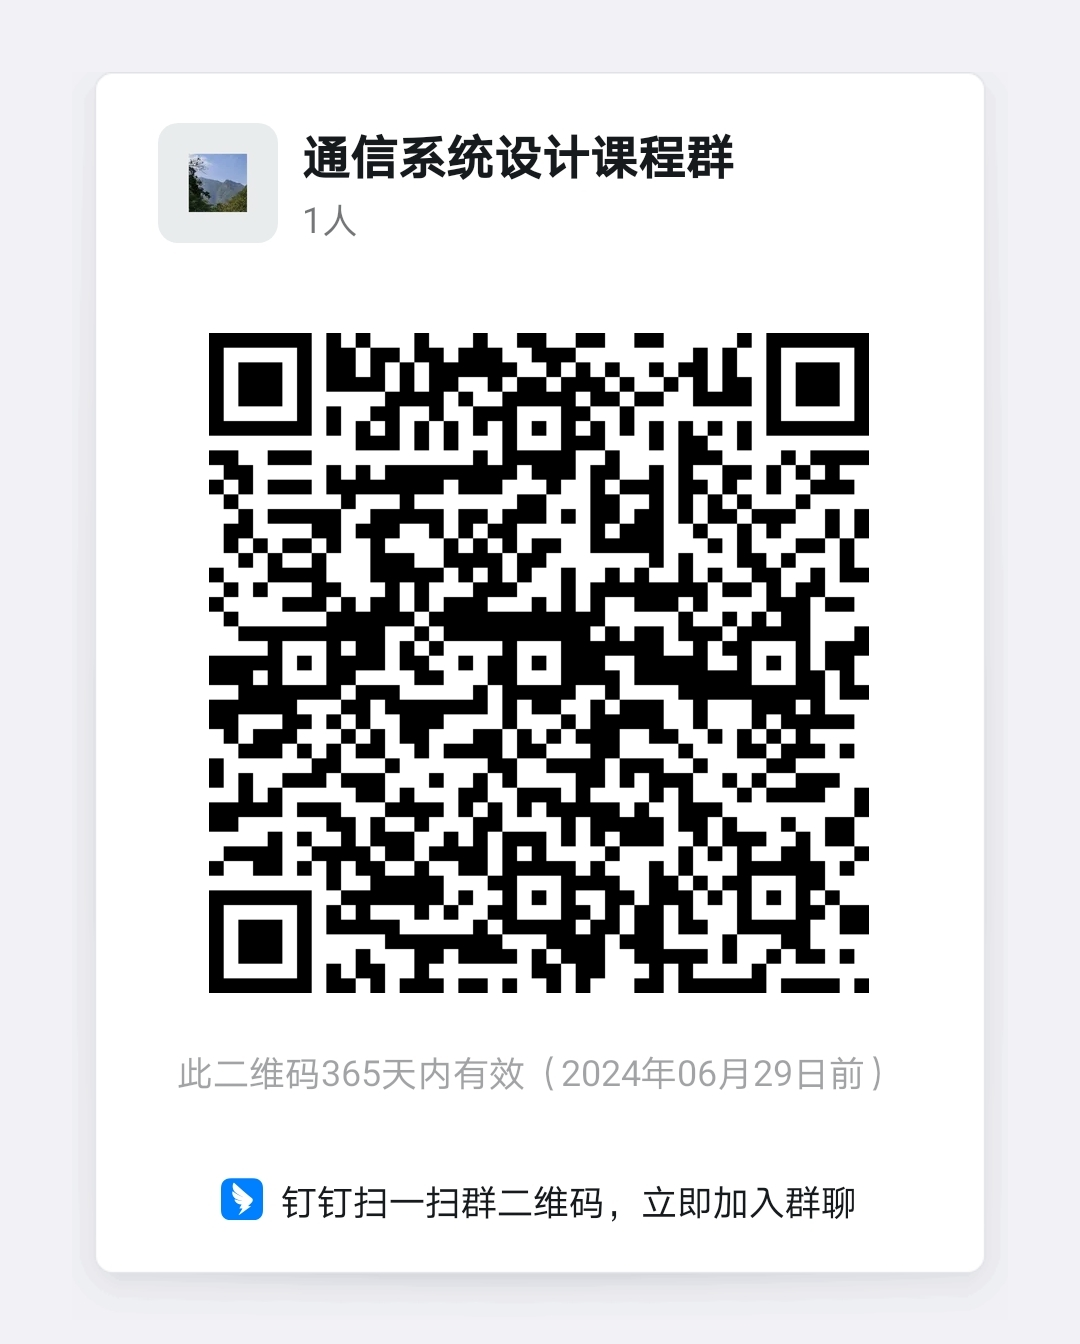 通信系统设计课程群
1人
此二维码365天内有效（2024年06月29日前）
钉钉扫一扫群二维码，立即加入群聊